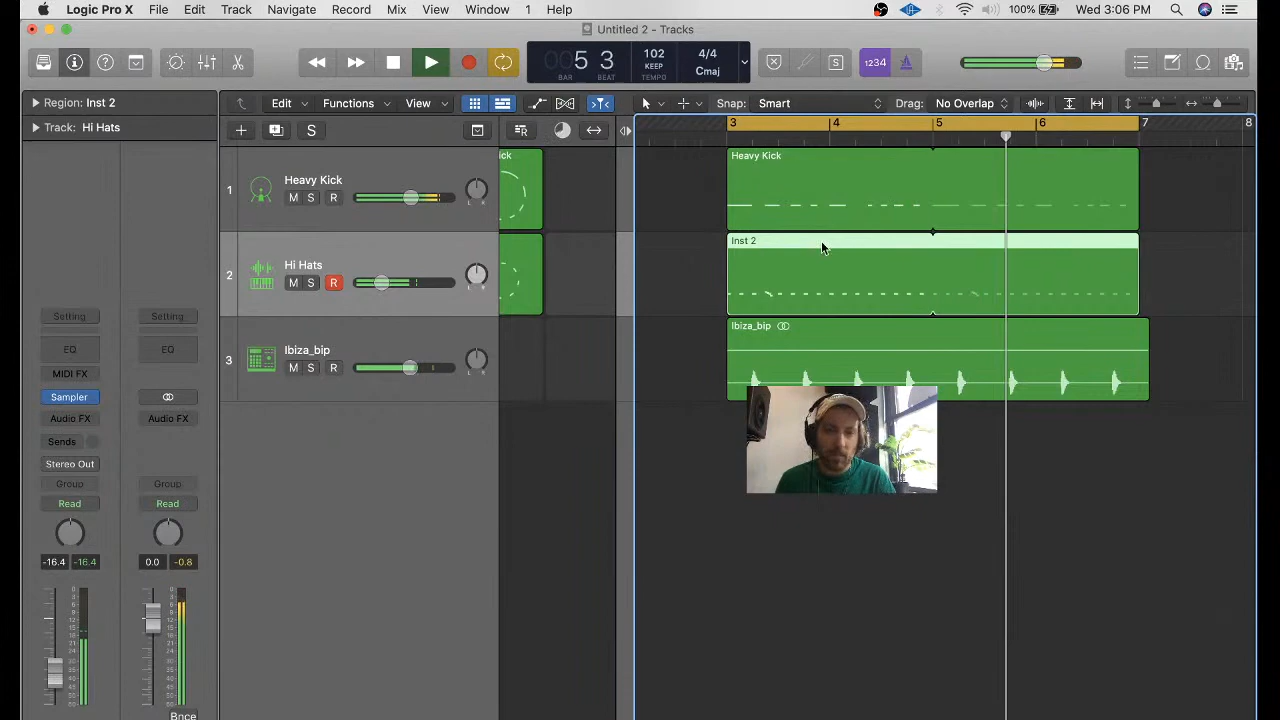 Logic Pro X File Edit Track Navigate Record Mix View Window 1 Help 100% Wed 3:06 PM
Untitled 2 - Tracks
005 3
BAR BEAT
102
KEEP
TEMPO
4/4
Cmaj
1234
Region: Inst 2
Edit Functions View Snap: Smart Drag: No Overlap
Track: Hi Hats
S
3 4 5 6 7 8
1
Heavy Kick
M S R
L R
ick
Heavy Kick
2
Hi Hats
M S R
L R
Inst 2
3
Ibiza_bip
M S R
L R
Ibiza_bip
Setting Setting
EQ EQ
MIDI FX
Sampler
Audio FX Audio FX
Sends
Stereo Out
Group Group
Read Read
-16.4 -16.4 0.0 -0.8
Bnce